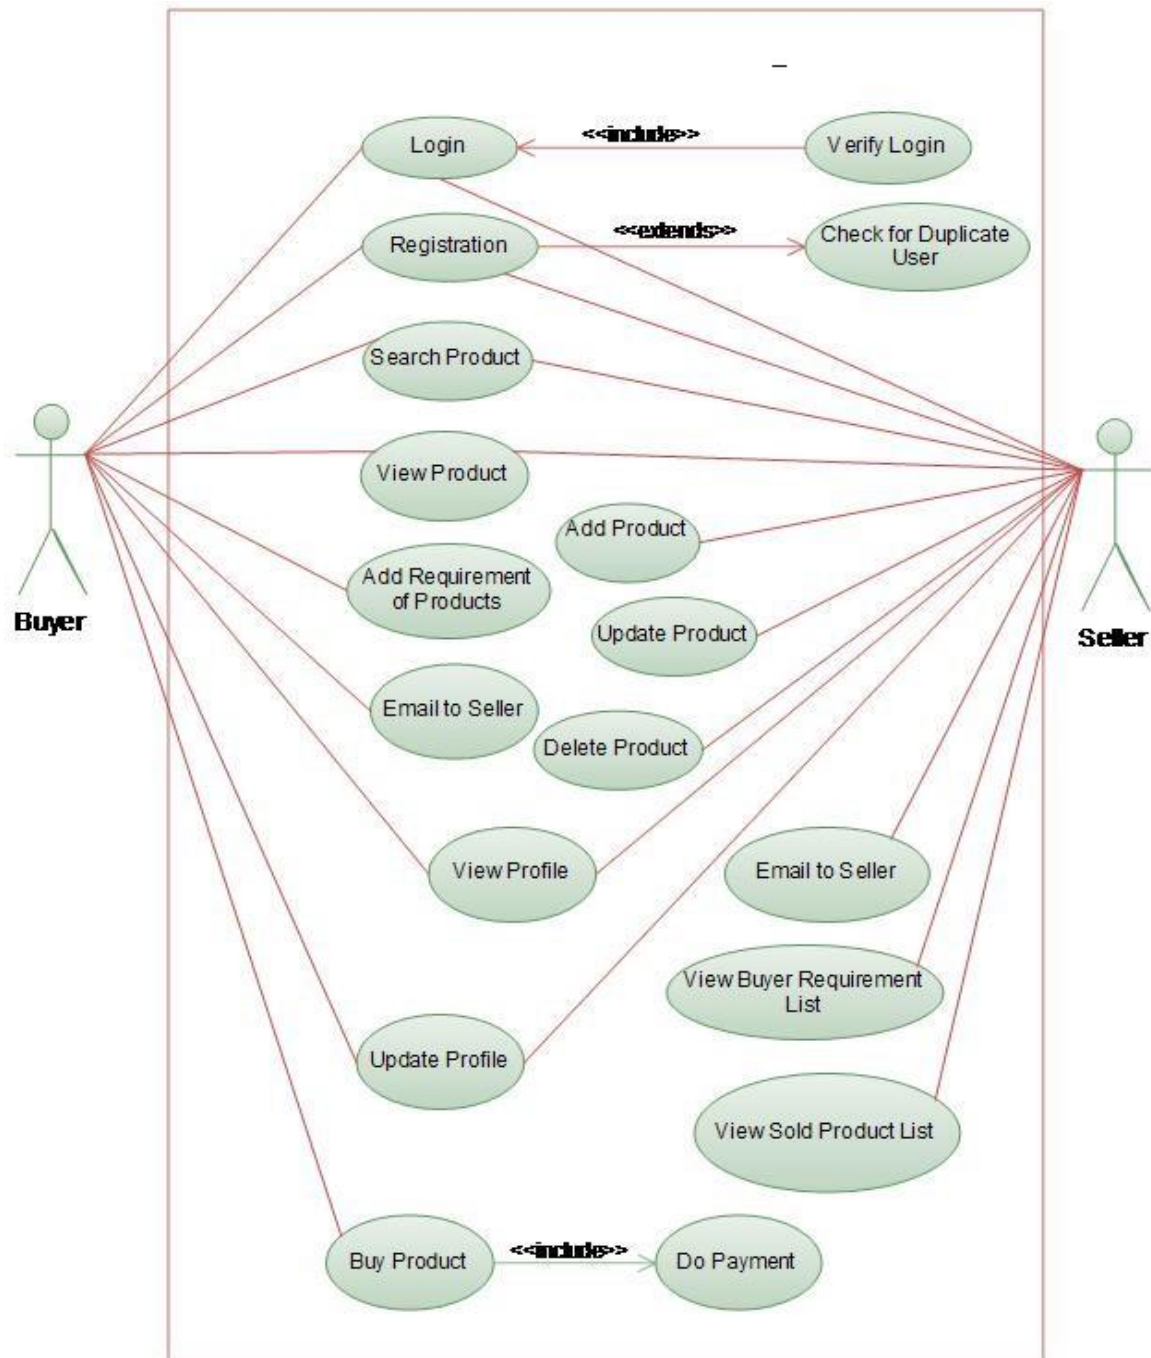 Login
<<include>>
Verify Login
Registration
<<extends>>
Check for Duplicate
User
Search Product
View Product
Add Product
Add Requirement
of Products
Buyer
Update Product
Seller
Email to Seller
Delete Product
View Profile
Email to Seller
View Buyer Requirement
List
Update Profile
View Sold Product List
Buy Product
<<include>>
Do Payment